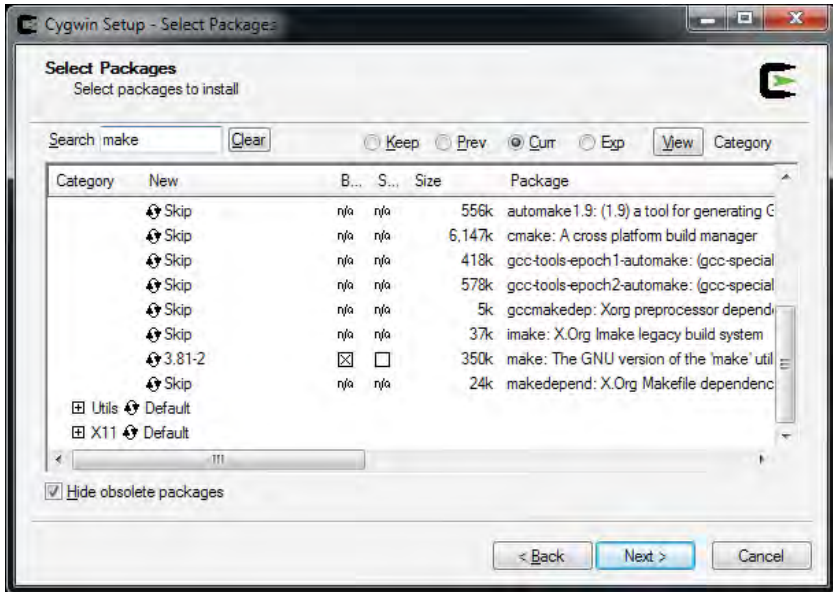 Cygwin Setup - Select Packages
Select Packages
Select packages to install
Search make Clear Keep Prev Curr Exp View Category
Category New B... S... Size Package
Skip n/a n/a 556k automake1.9: (1.9) a tool for generating G
Skip n/a n/a 6,147k cmake: A cross platform build manager
Skip n/a n/a 418k gcc-tools-epoch1-automake: (gcc-special
Skip n/a n/a 578k gcc-tools-epoch2-automake: (gcc-special
Skip n/a n/a 5k gccmakedep: Xorg preprocessor depend
Skip n/a n/a 37k imake: X.Org Imake legacy build system
3.81-2 350k make: The GNU version of the 'make' util
Skip n/a n/a 24k makedepend: X.Org Makefile dependenc
Utils Default
X11 Default
Hide obsolete packages
< Back Next > Cancel